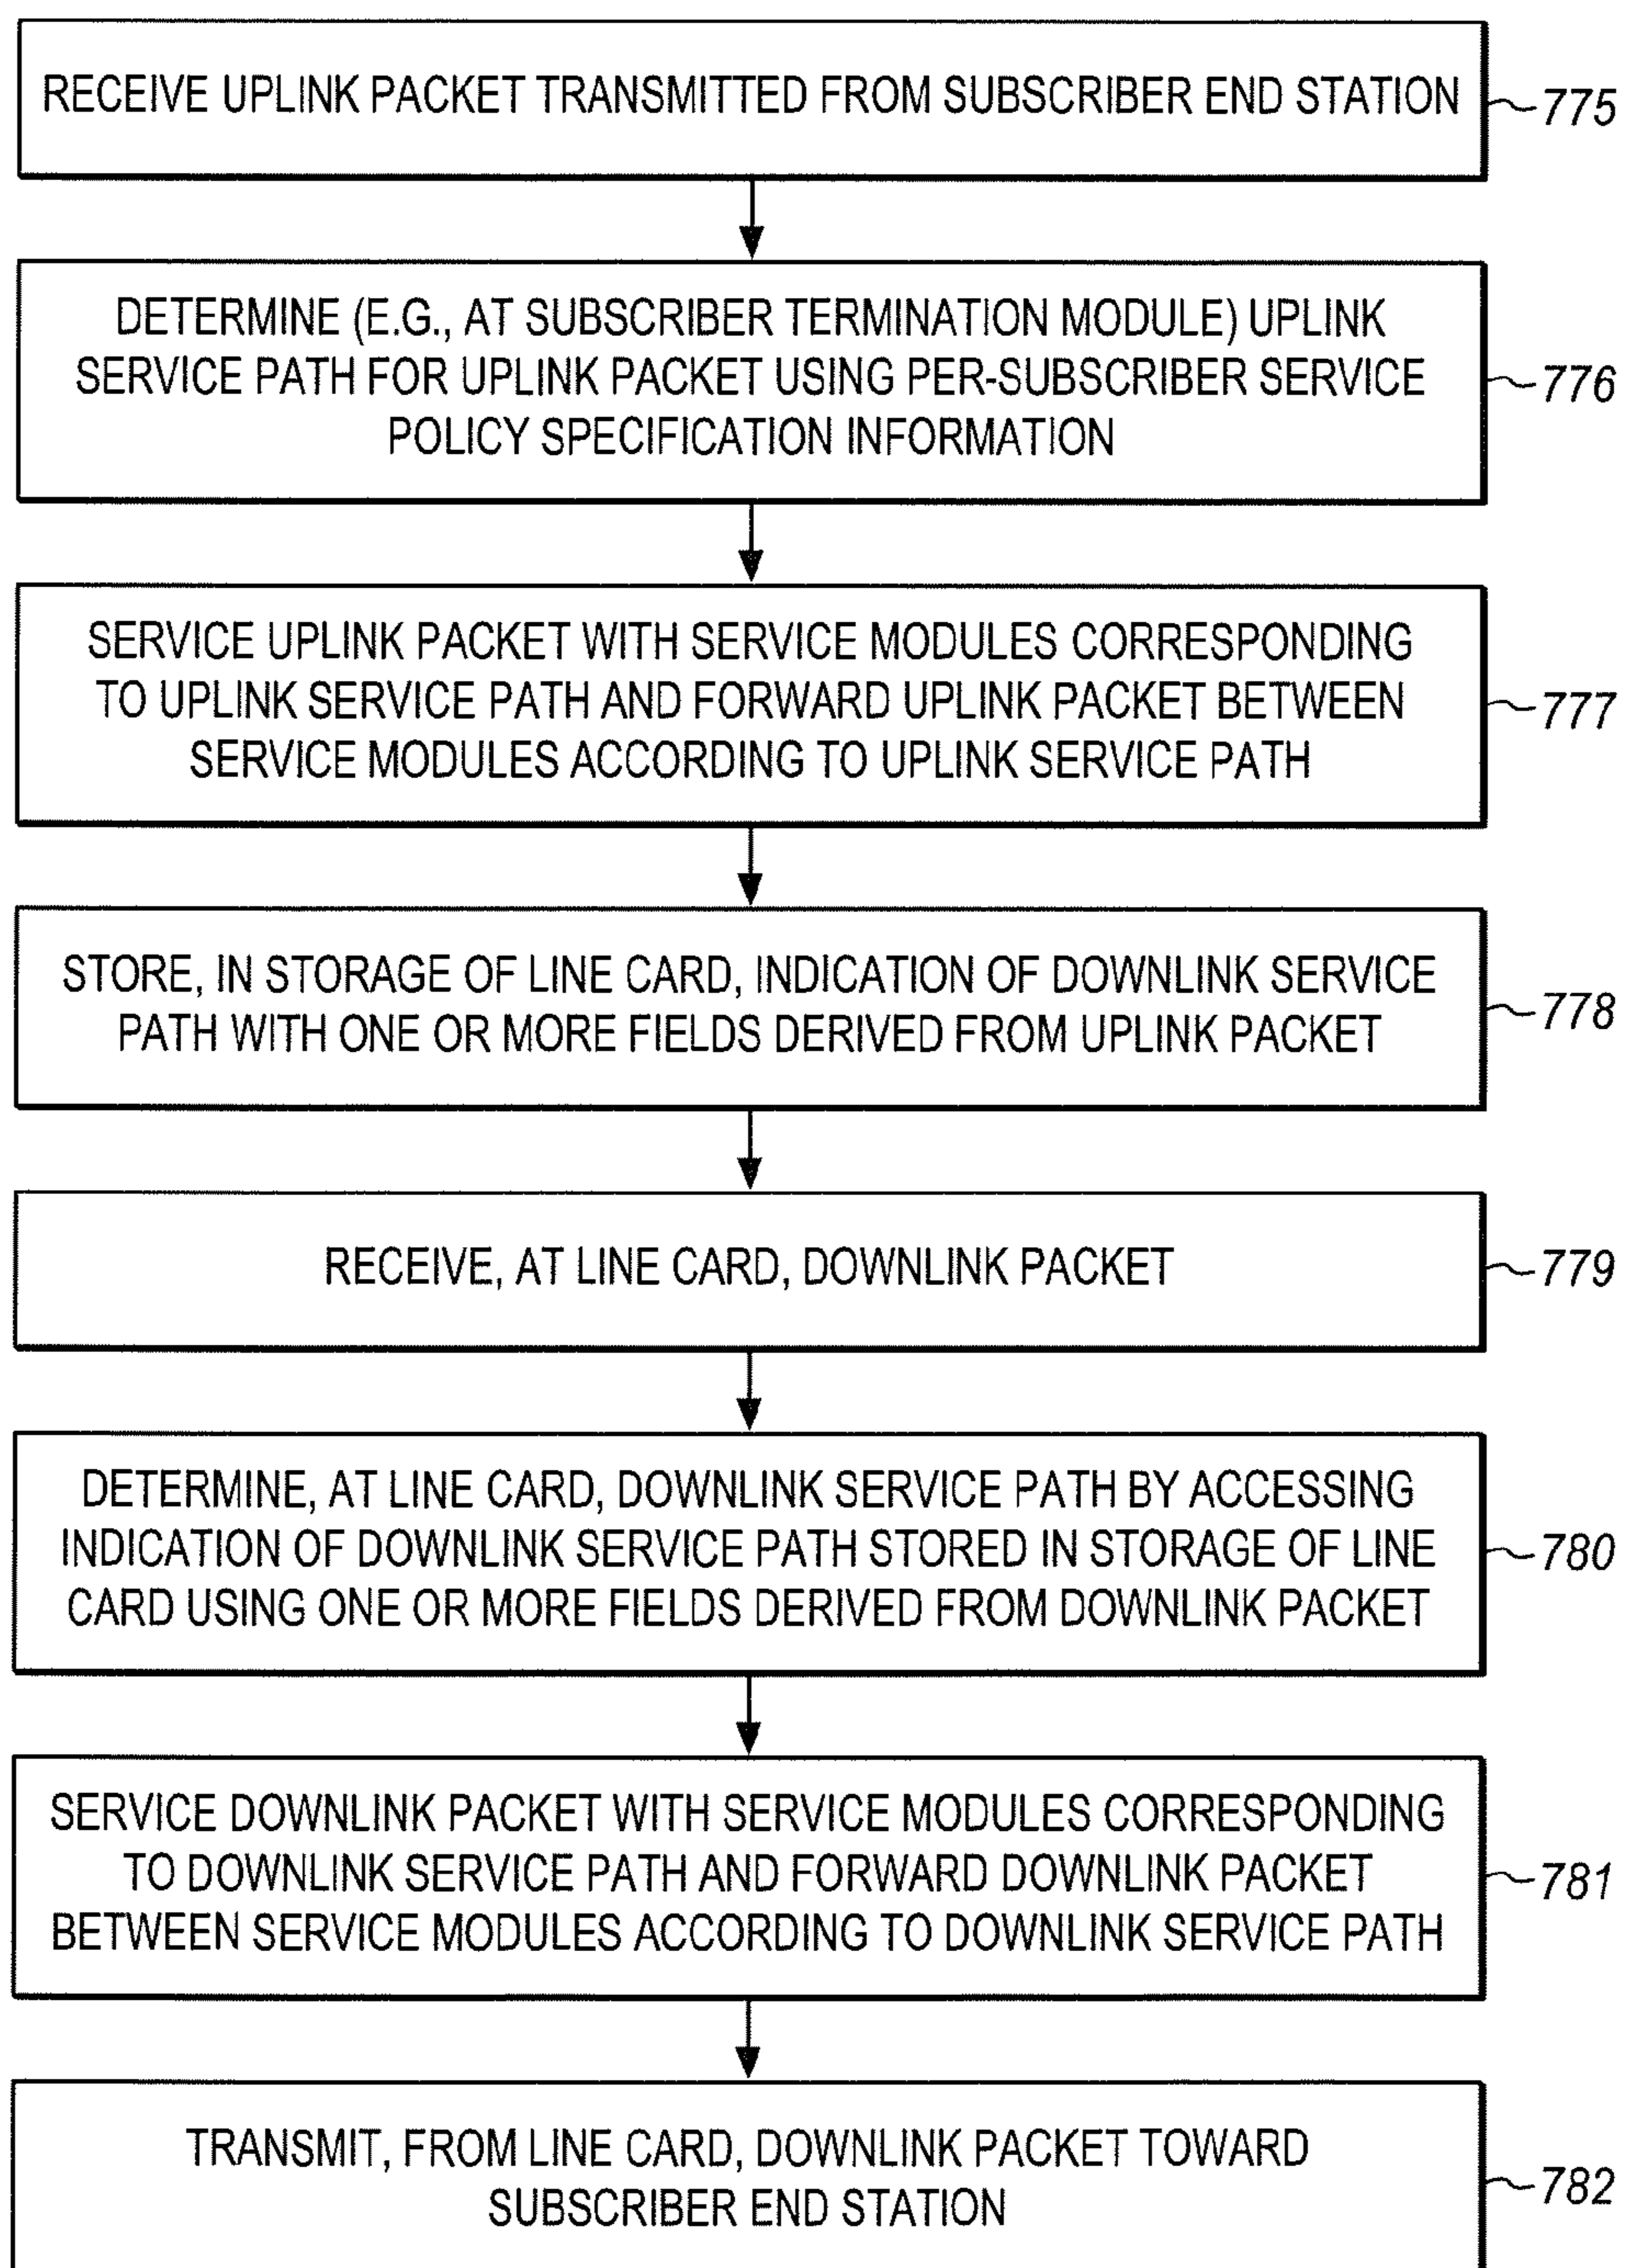 RECEIVE UPLINK PACKET TRANSMITTED FROM SUBSCRIBER END STATION
775
DETERMINE (E.G., AT SUBSCRIBER TERMINATION MODULE) UPLINK
SERVICE PATH FOR UPLINK PACKET USING PER-SUBSCRIBER SERVICE
POLICY SPECIFICATION INFORMATION
776
SERVICE UPLINK PACKET WITH SERVICE MODULES CORRESPONDING
TO UPLINK SERVICE PATH AND FORWARD UPLINK PACKET BETWEEN
SERVICE MODULES ACCORDING TO UPLINK SERVICE PATH
777
STORE, IN STORAGE OF LINE CARD, INDICATION OF DOWNLINK SERVICE
PATH WITH ONE OR MORE FIELDS DERIVED FROM UPLINK PACKET
778
RECEIVE, AT LINE CARD, DOWNLINK PACKET
779
DETERMINE, AT LINE CARD, DOWNLINK SERVICE PATH BY ACCESSING
INDICATION OF DOWNLINK SERVICE PATH STORED IN STORAGE OF LINE
CARD USING ONE OR MORE FIELDS DERIVED FROM DOWNLINK PACKET
780
SERVICE DOWNLINK PACKET WITH SERVICE MODULES CORRESPONDING
TO DOWNLINK SERVICE PATH AND FORWARD DOWNLINK PACKET
BETWEEN SERVICE MODULES ACCORDING TO DOWNLINK SERVICE PATH
781
TRANSMIT, FROM LINE CARD, DOWNLINK PACKET TOWARD
SUBSCRIBER END STATION
782